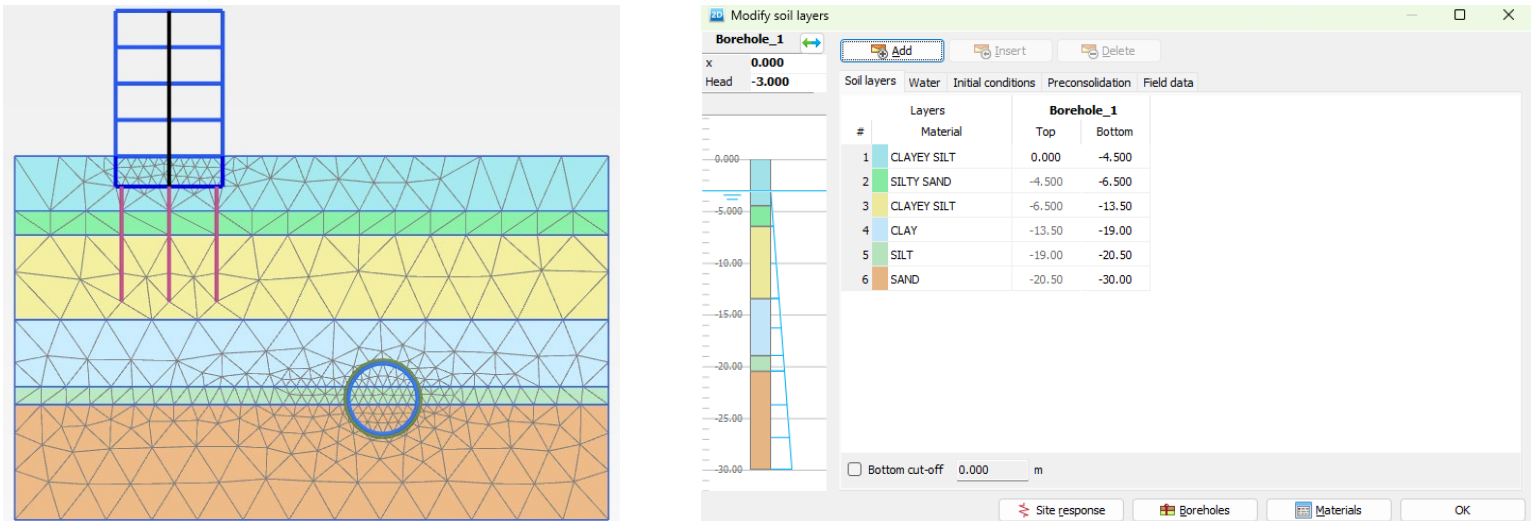 2D Modify soil layers
Borehole_1
x 0.000
Head -3.000
Add Insert Delete
Soil layers Water Initial conditions Preconsolidation Field data
Layers Borehole_1
# Material Top Bottom
1 CLAYEY SILT 0.000 -4.500
2 SILTY SAND -4.500 -6.500
3 CLAYEY SILT -6.500 -13.50
4 CLAY -13.50 -19.00
5 SILT -19.00 -20.50
6 SAND -20.50 -30.00
0.000
-5.000
-10.00
-15.00
-20.00
-25.00
-30.00
Bottom cut-off 0.000 m
Site response Boreholes Materials OK